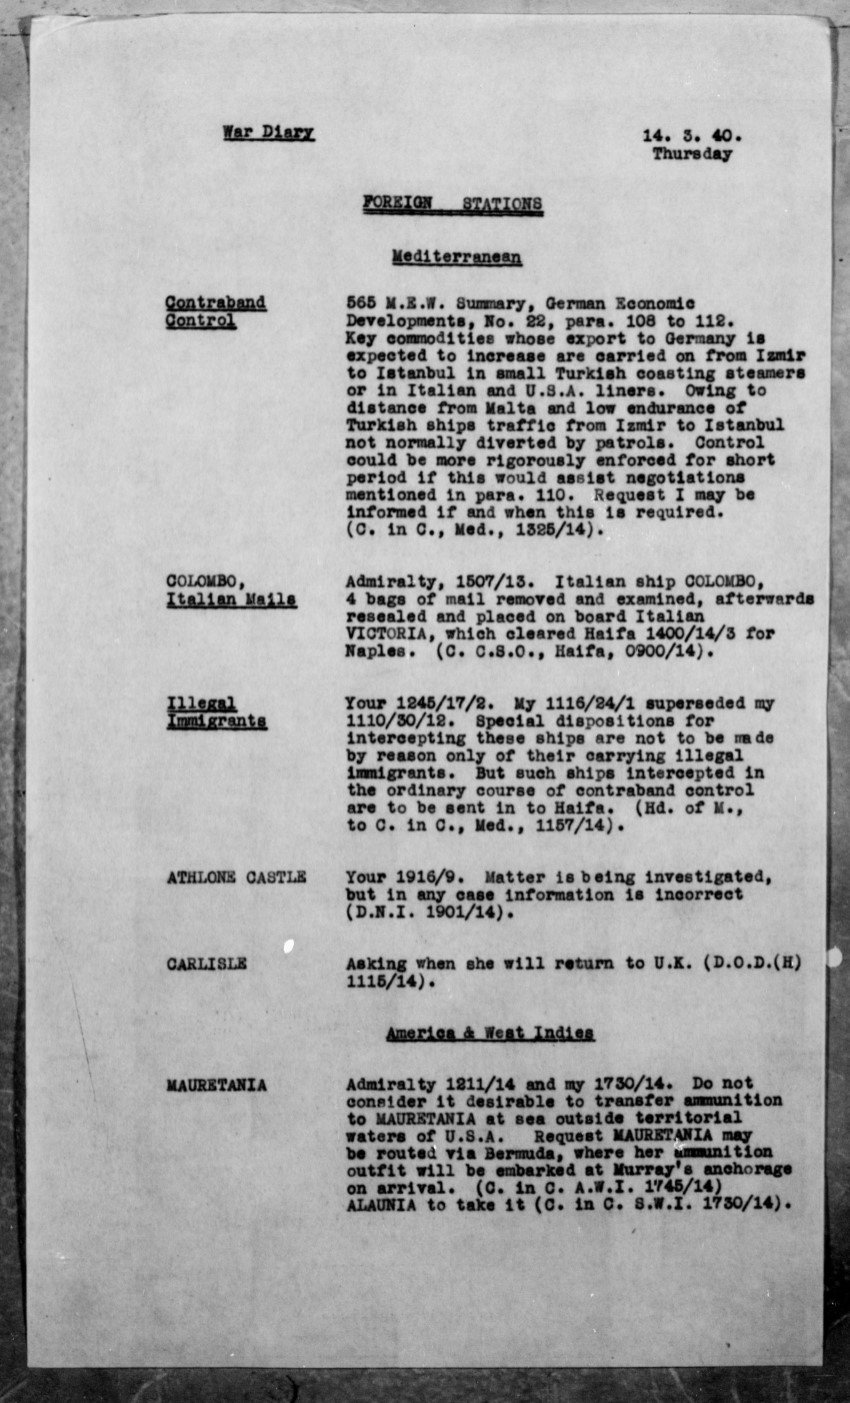 War Diary
14. 3. 40.
Thursday
FOREIGN STATIONS
Mediterranean
Contraband
Control
565 M.E.W. Summary, German Economic
Developments, No. 22, para. 108 to 112.
Key commodities whose export to Germany is
expected to increase are carried on from Izmir
to Istanbul in small Turkish coasting steamers
or in Italian and U.S.A. liners. Owing to
distance from Malta and low endurance of
Turkish ships traffic from Izmir to Istanbul
not normally diverted by patrols. Control
could be more rigorously enforced for short
period if this would assist negotiations
mentioned in para. 110. Request I may be
informed if and when this is required.
(C. in C., Med., 1325/14).
COLOMBO,
Italian Mails
Admiralty, 1507/13. Italian ship COLOMBO,
4 bags of mail removed and examined, afterwards
resealed and placed on board Italian
VICTORIA, which cleared Haifa 1400/14/3 for
Naples. (C. C.S.O., Haifa, 0900/14).
Illegal
Immigrants
Your 1245/17/2. My 1116/24/1 superseded my
1110/30/12. Special dispositions for
intercepting these ships are not to be made
by reason only of their carrying illegal
immigrants. But such ships intercepted in
the ordinary course of contraband control
are to be sent in to Haifa. (Hd. of M.,
to C. in C., Med., 1157/14).
ATHLONE CASTLE
Your 1916/9. Matter is being investigated,
but in any case information is incorrect
(D.N.I. 1901/14).
CARLISLE
Asking when she will return to U.K. (D.O.D.(H)
1115/14).
America & West Indies
MAURETANIA
Admiralty 1211/14 and my 1730/14. Do not
consider it desirable to transfer ammunition
to MAURETANIA at sea outside territorial
waters of U.S.A. Request MAURETANIA may
be routed via Bermuda, where her ammunition
outfit will be embarked at Murray's anchorage
on arrival. (C. in C. A.W.I. 1745/14)
ALAUNIA to take it (C. in C. S.W.I. 1730/14).